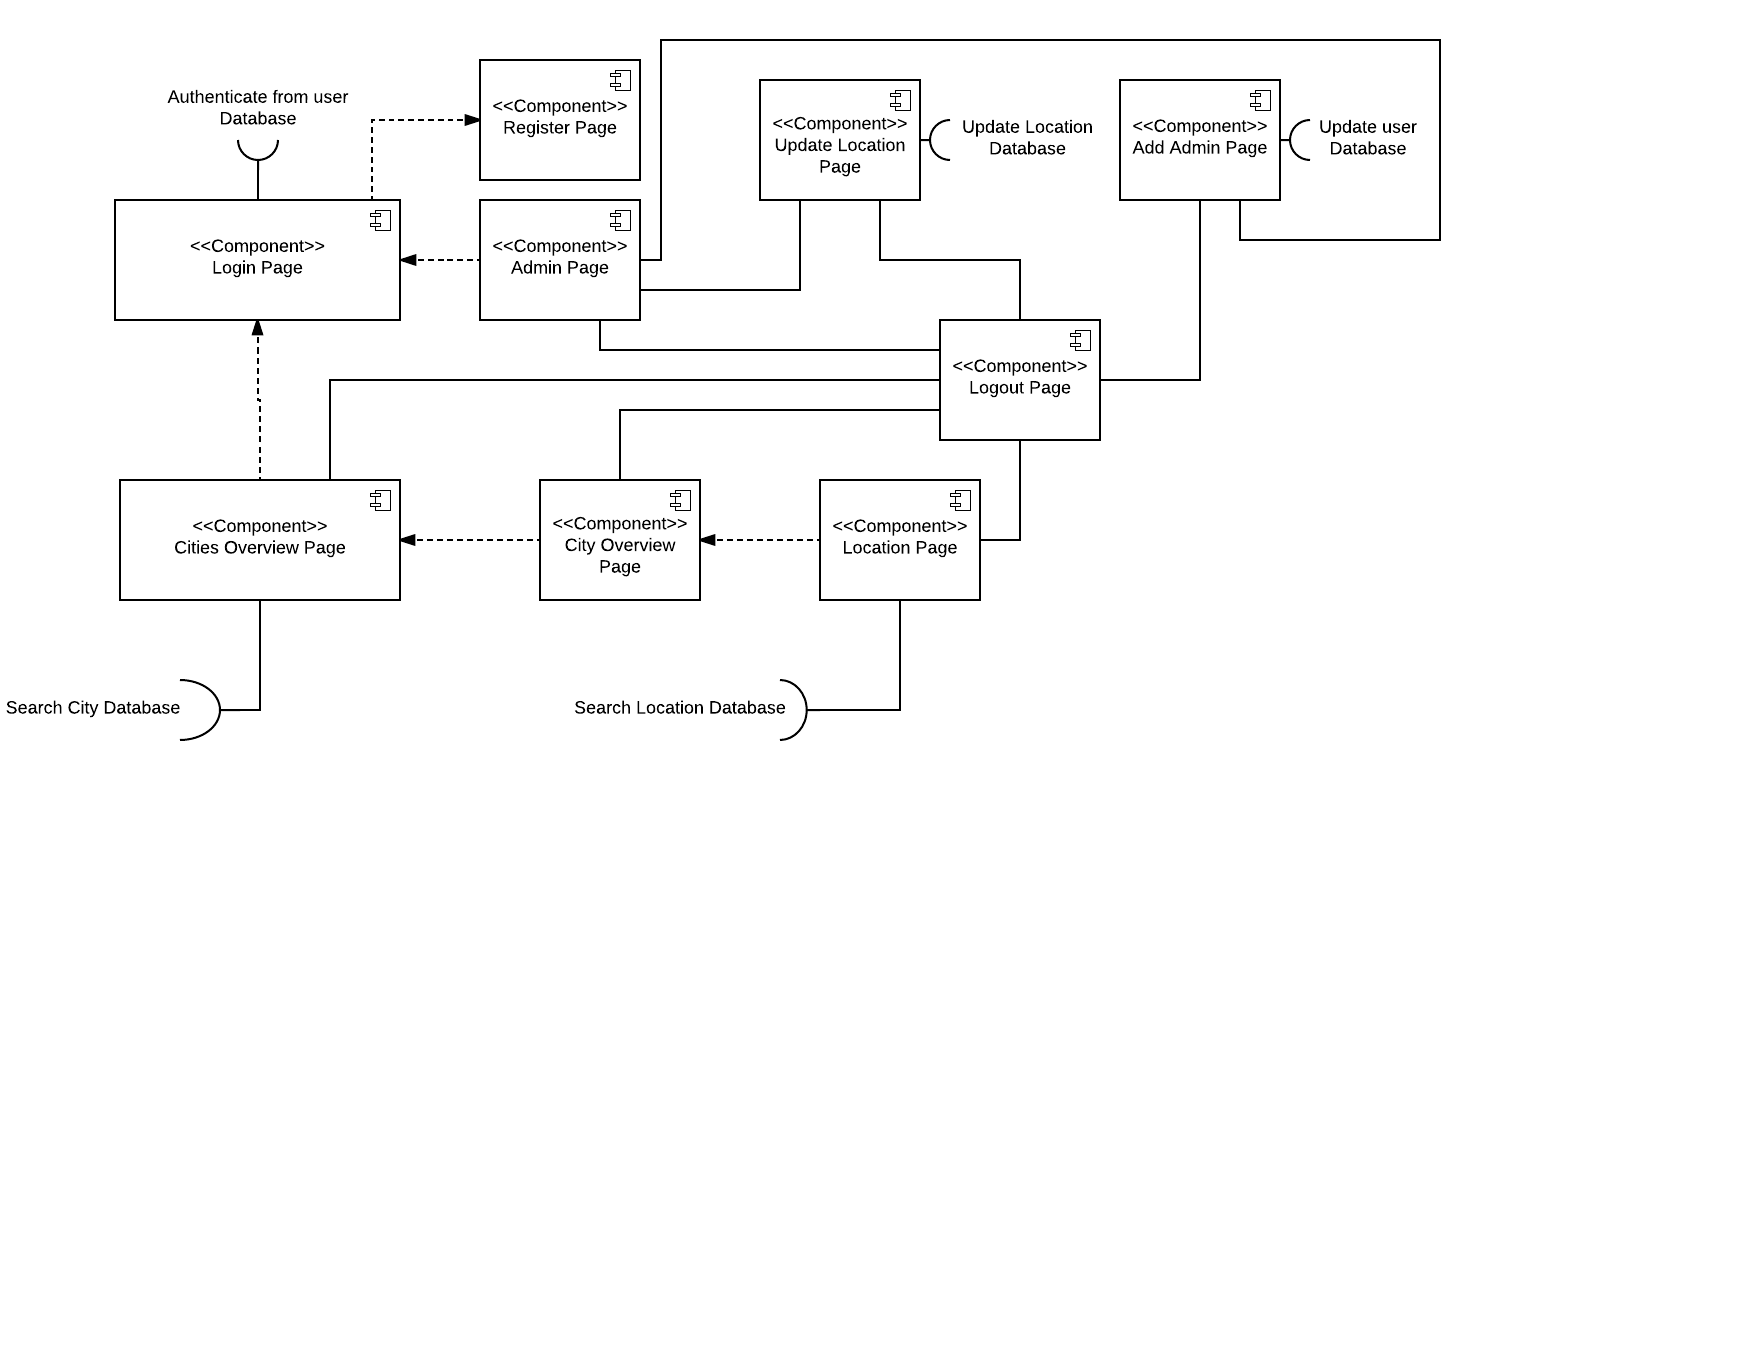 Authenticate from user
Database
<<Component>>
Register Page
<<Component>>
Update Location
Page
Update Location
Database
<<Component>>
Add Admin Page
Update user
Database
<<Component>>
Login Page
<<Component>>
Admin Page
<<Component>>
Logout Page
<<Component>>
Cities Overview Page
<<Component>>
City Overview
Page
<<Component>>
Location Page
Search City Database
Search Location Database